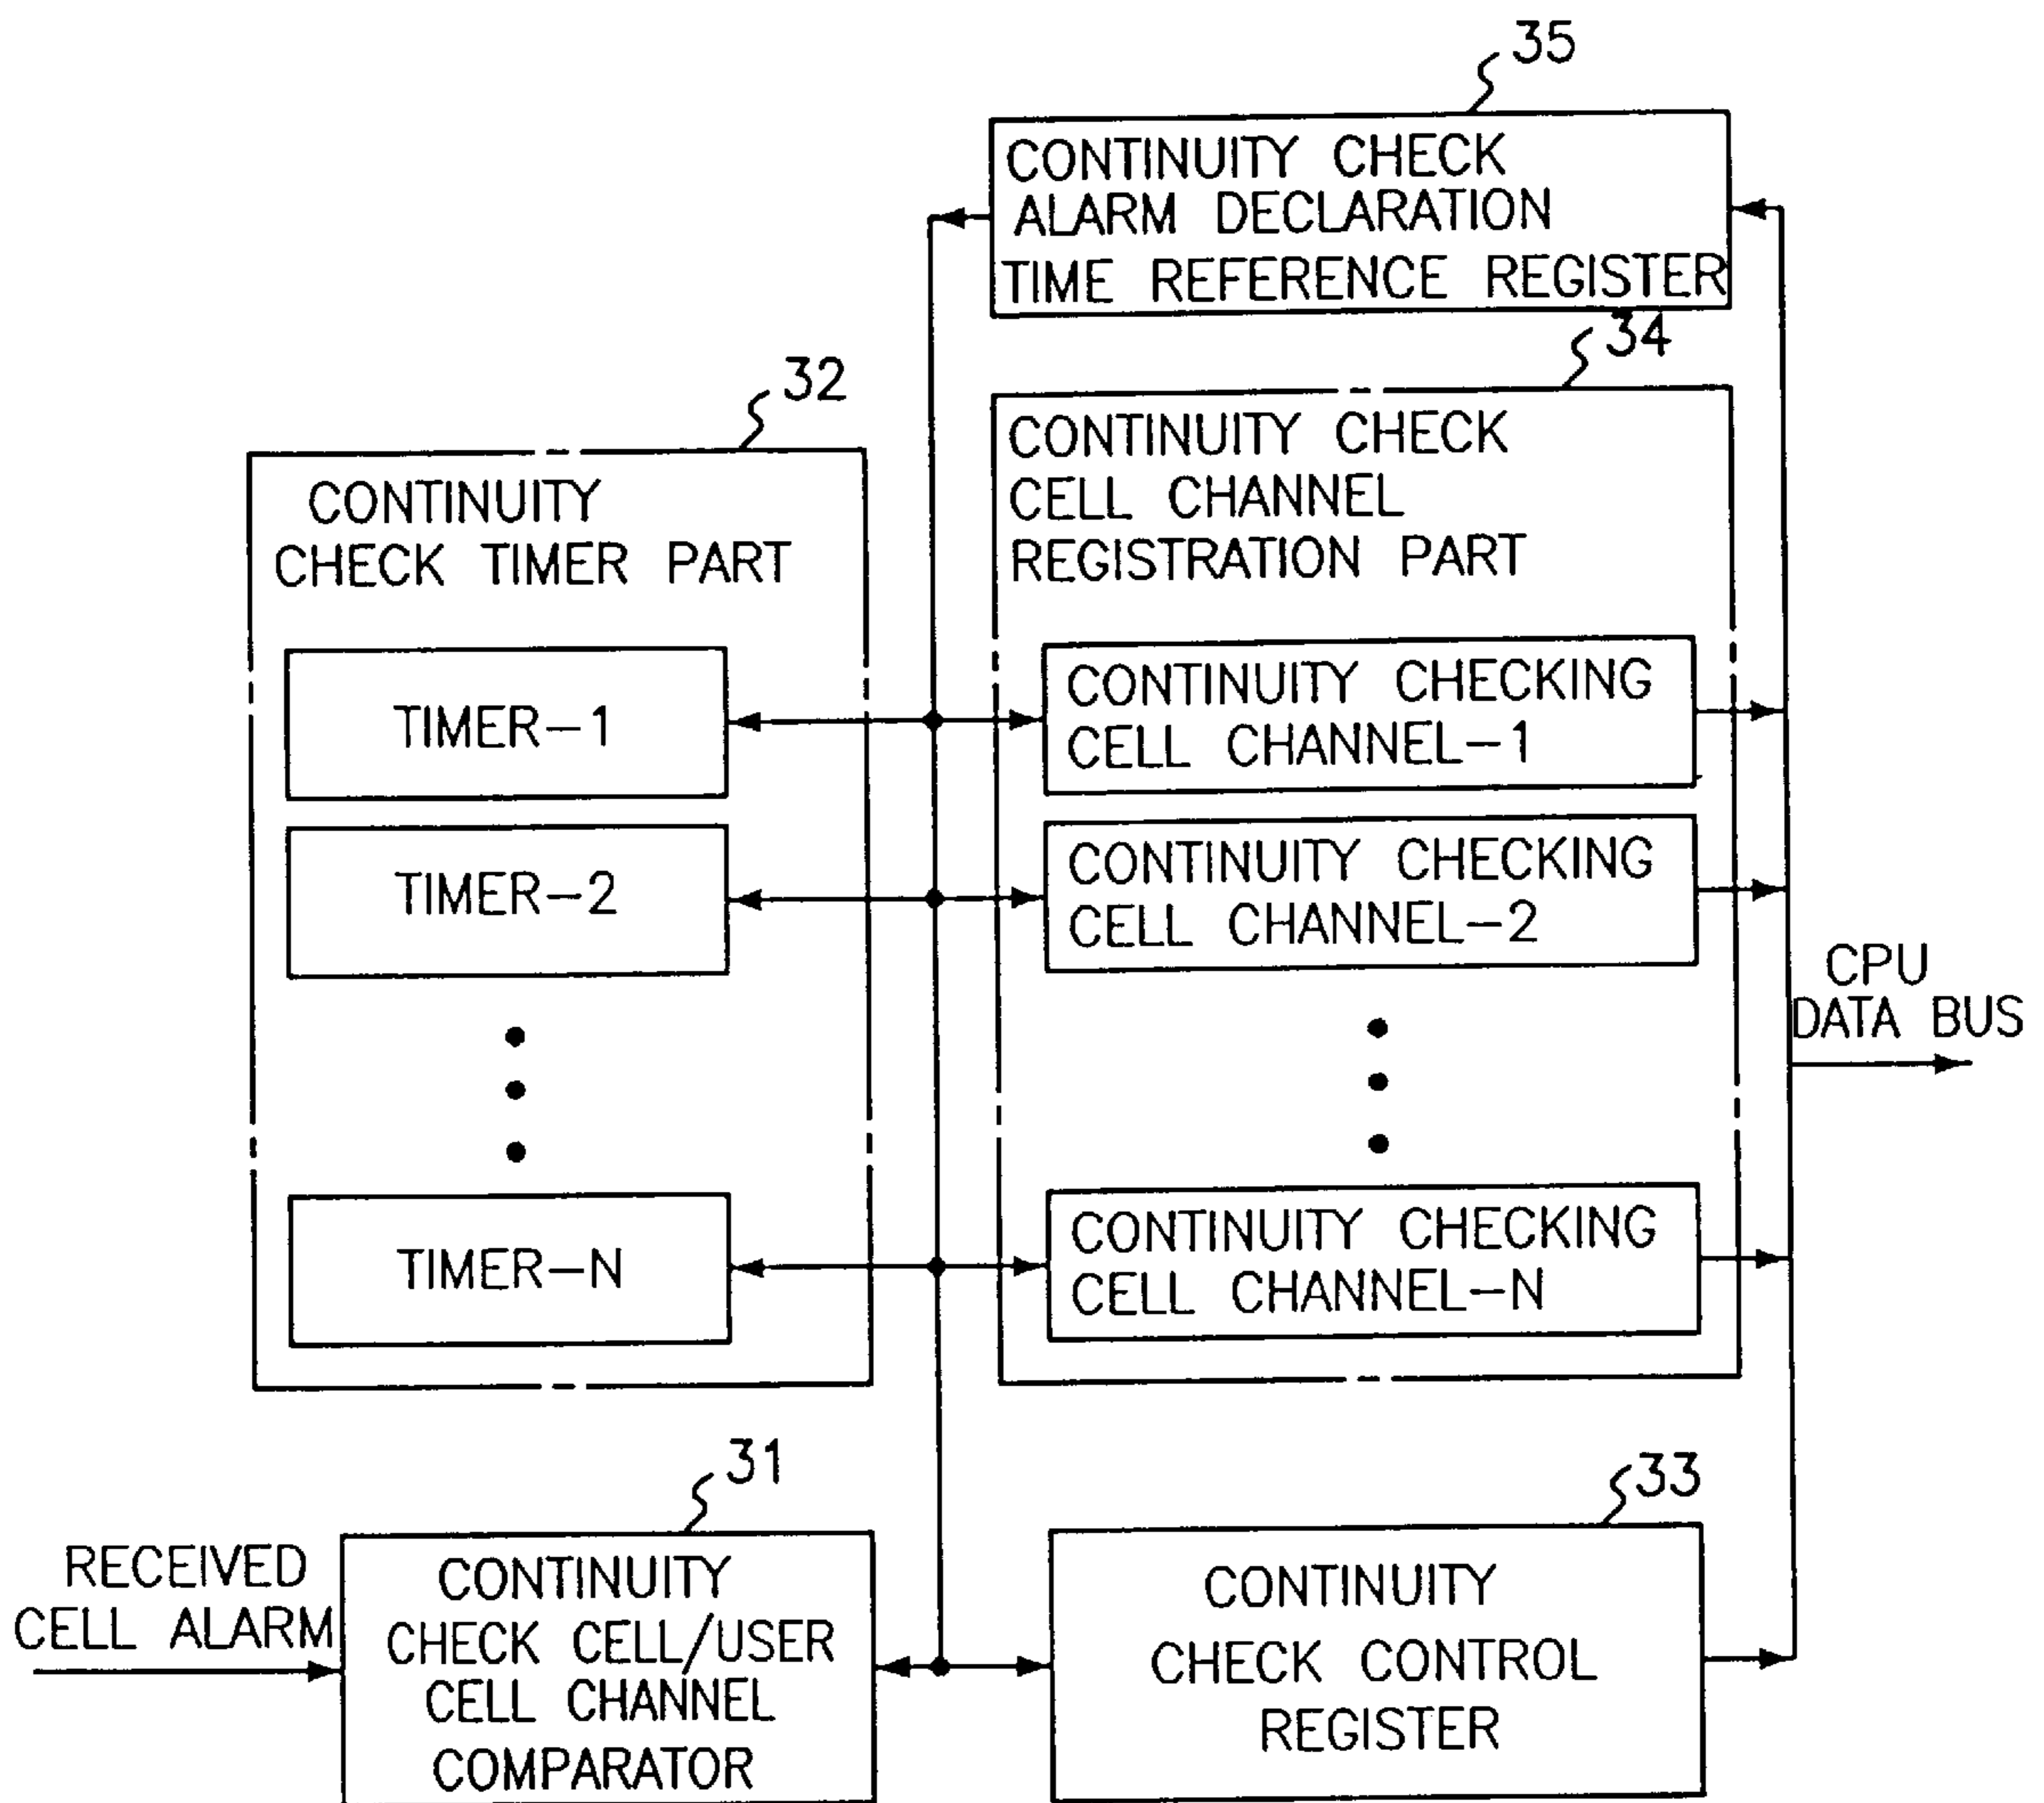 35
CONTINUITY CHECK
ALARM DECLARATION
TIME REFERENCE REGISTER
34
CONTINUITY CHECK
CELL CHANNEL
REGISTRATION PART
32
CONTINUITY
CHECK TIMER PART
TIMER-1
CONTINUITY CHECKING
CELL CHANNEL-1
TIMER-2
CONTINUITY CHECKING
CELL CHANNEL-2
CPU
DATA BUS
TIMER-N
CONTINUITY CHECKING
CELL CHANNEL-N
31
RECEIVED
CELL ALARM
CONTINUITY
CHECK CELL/USER
CELL CHANNEL
COMPARATOR
33
CONTINUITY
CHECK CONTROL
REGISTER